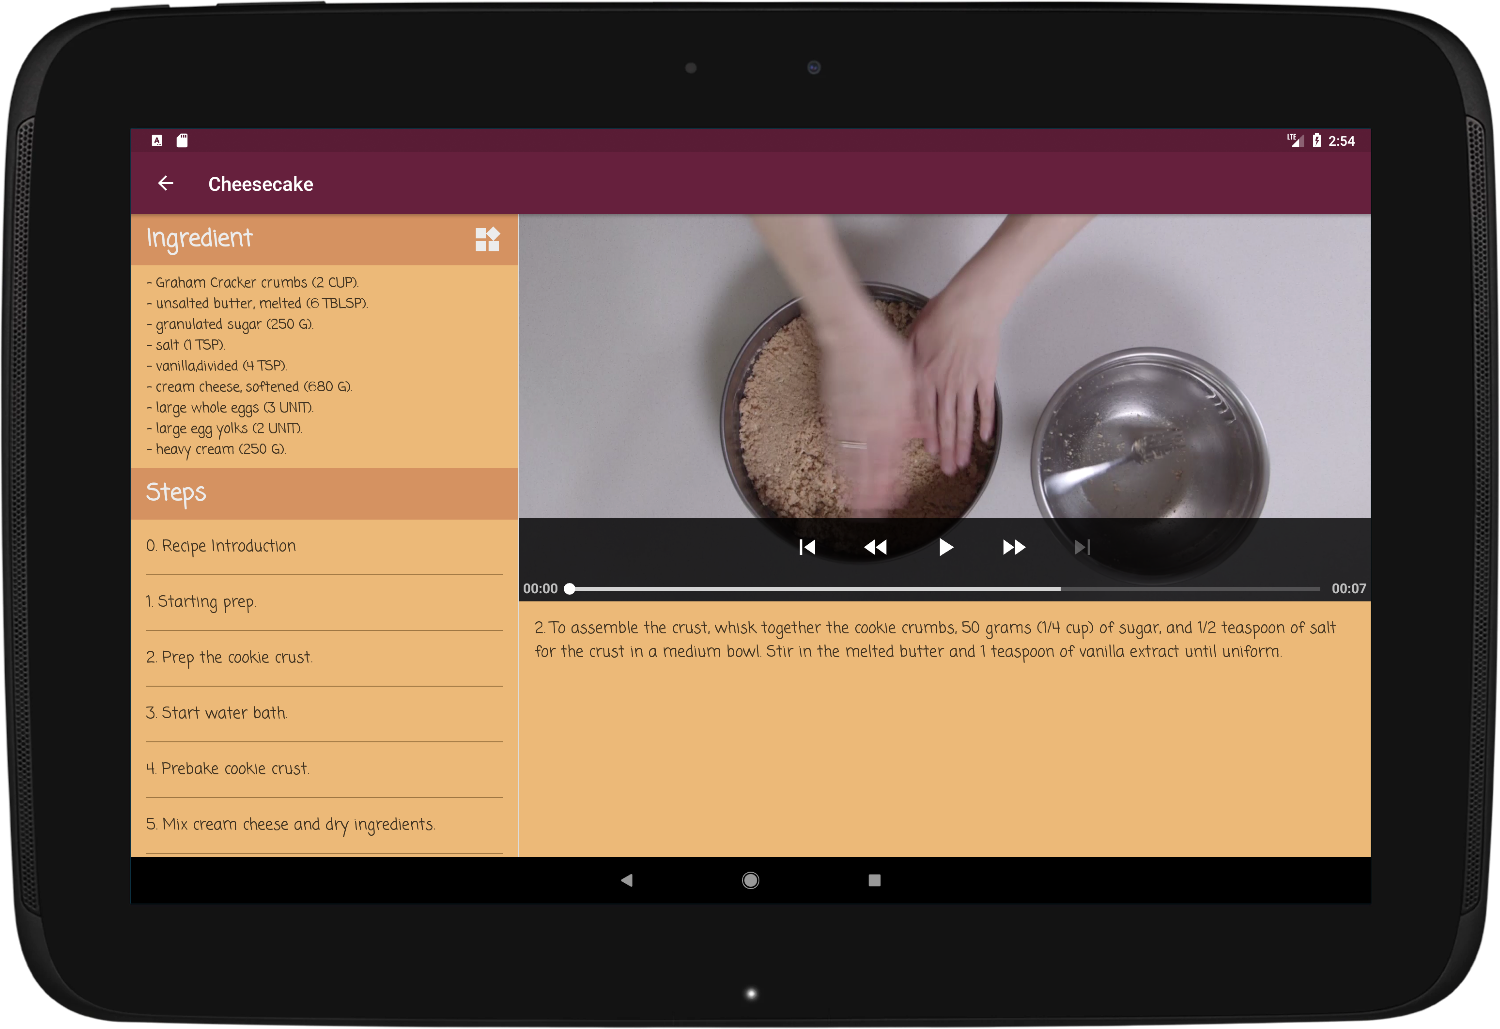 LTE 2:54
Cheesecake
Ingredient
- Graham Cracker crumbs (2 CUP).
- unsalted butter, melted (6 TBLSP).
- granulated sugar (250 G).
- salt (1 TSP).
- vanilla,divided (4 TSP).
- cream cheese, softened (680 G).
- large whole eggs (3 UNIT).
- large egg yolks (2 UNIT).
- heavy cream (250 G).
Steps
0. Recipe Introduction
1. Starting prep.
2. Prep the cookie crust.
3. Start water bath.
4. Prebake cookie crust.
5. Mix cream cheese and dry ingredients.
00:00 00:07
2. To assemble the crust, whisk together the cookie crumbs, 50 grams (1/4 cup) of sugar, and 1/2 teaspoon of salt
for the crust in a medium bowl. Stir in the melted butter and 1 teaspoon of vanilla extract until uniform.